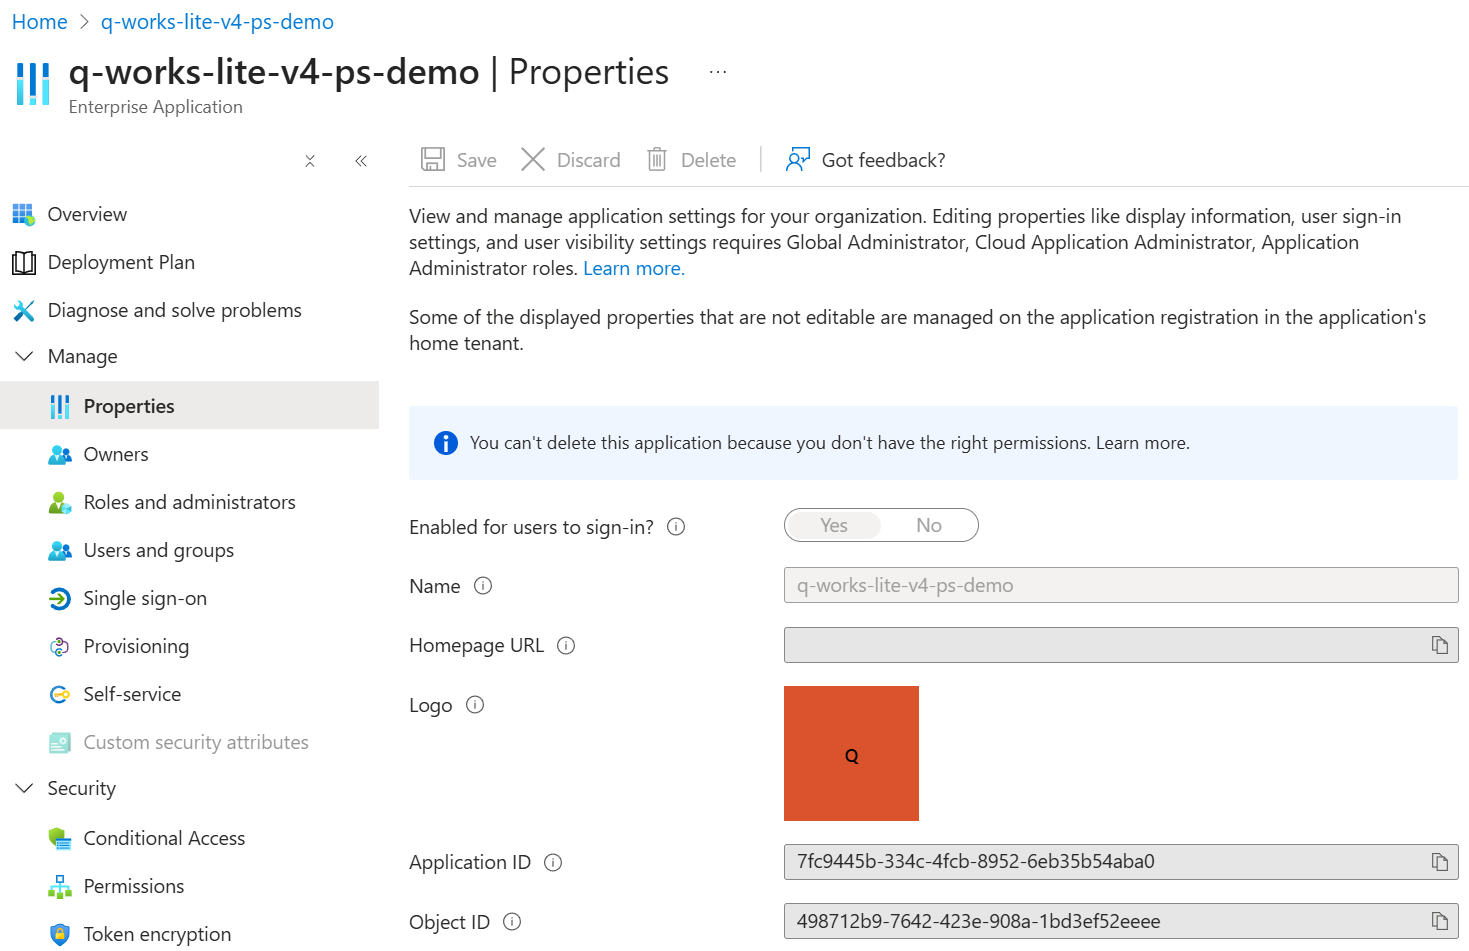 Home > q-works-lite-v4-ps-demo
q-works-lite-v4-ps-demo | Properties ...
Enterprise Application
Save Discard Delete Got feedback?
Overview
Deployment Plan
Diagnose and solve problems
Manage
Properties
Owners
Roles and administrators
Users and groups
Single sign-on
Provisioning
Self-service
Custom security attributes
Security
Conditional Access
Permissions
Token encryption
View and manage application settings for your organization. Editing properties like display information, user sign-in
settings, and user visibility settings requires Global Administrator, Cloud Application Administrator, Application
Administrator roles. Learn more.
Some of the displayed properties that are not editable are managed on the application registration in the application's
home tenant.
You can't delete this application because you don't have the right permissions. Learn more.
Enabled for users to sign-in? Yes No
Name q-works-lite-v4-ps-demo
Homepage URL
Logo
Q
Application ID 7fc9445b-334c-4fcb-8952-6eb35b54aba0
Object ID 498712b9-7642-423e-908a-1bd3ef52eeee